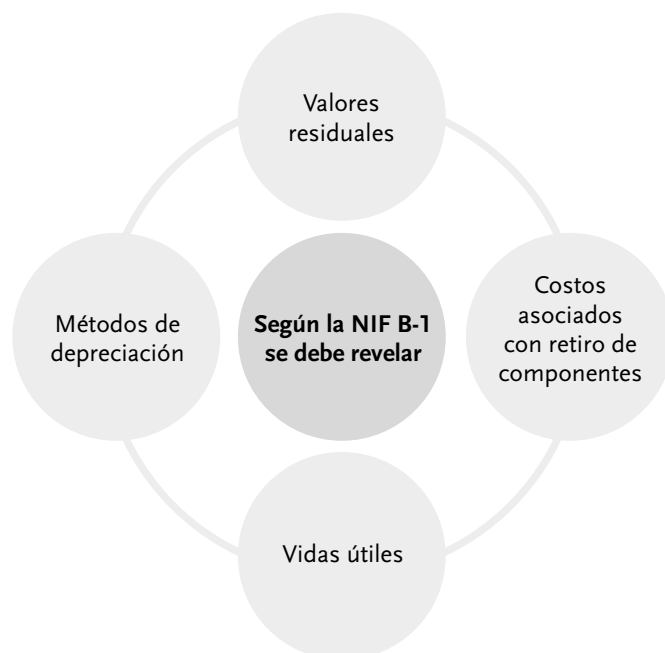 Valores
residuales
Métodos de
depreciación
Según la NIF B-1
se debe revelar
Costos
asociados
con retiro de
componentes
Vidas útiles